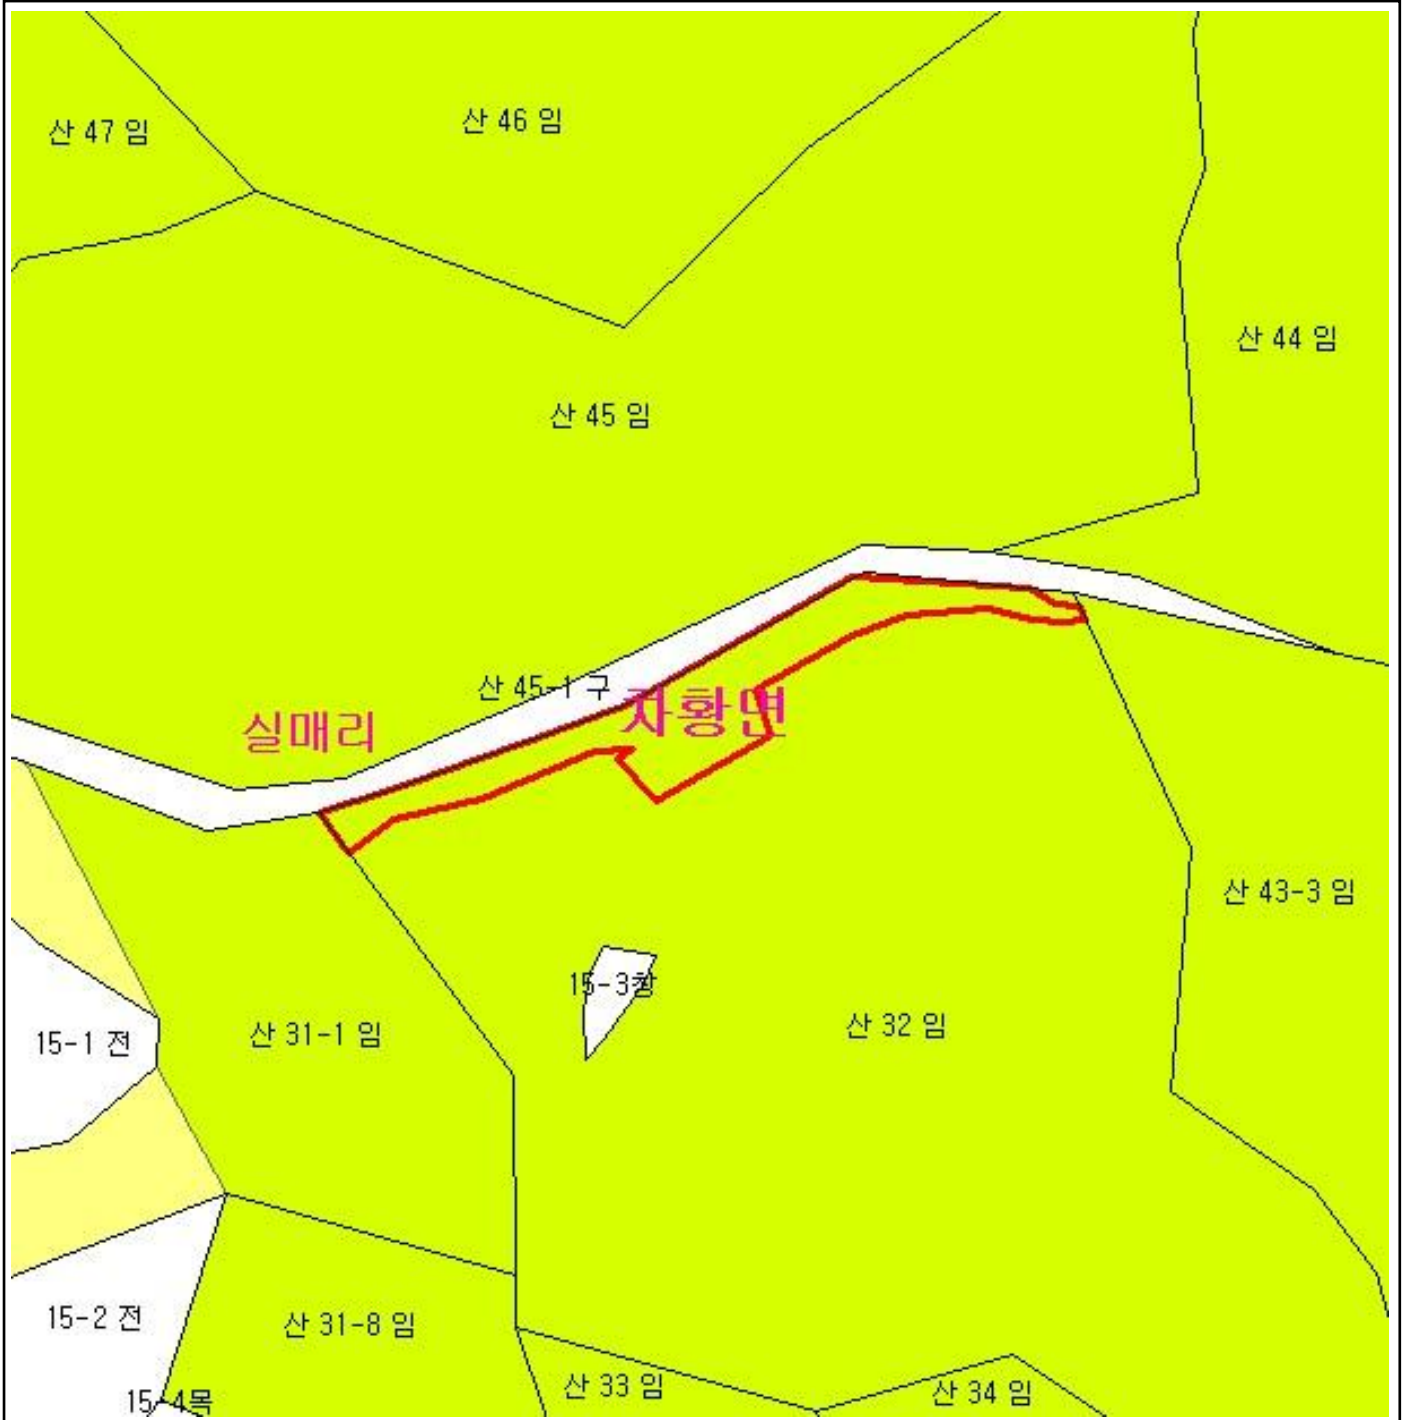 산 46 임
산 47 임
산 44 임
산 45 임
산 45-1 구
차황면
실매리
산 43-3 임
15-3창
산 32 임
산 31-1 임
15-1 전
15-2 전
산 31-8 임
산 33 임
산 34 임
15-4목